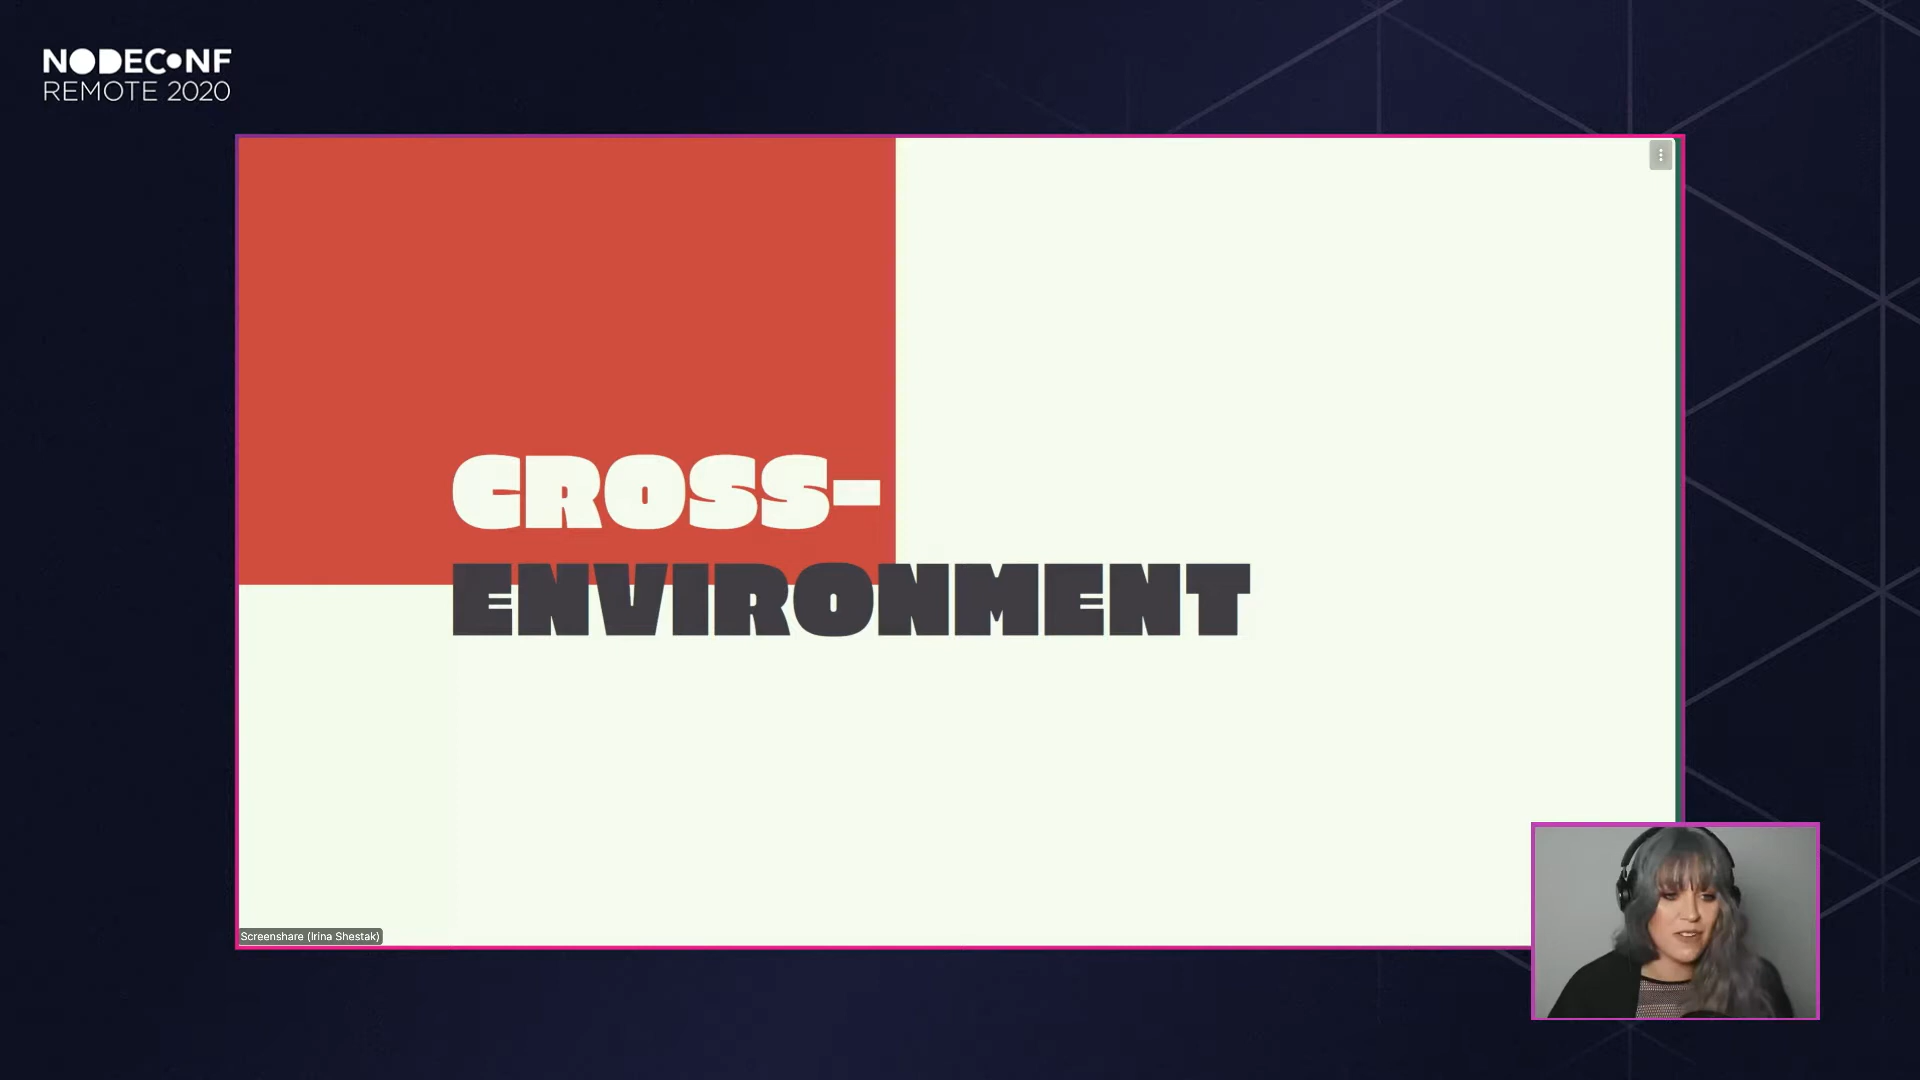 NODECONF
REMOTE 2020
CROSS-
ENVIRONMENT
Screenshare (Irina Shestak)